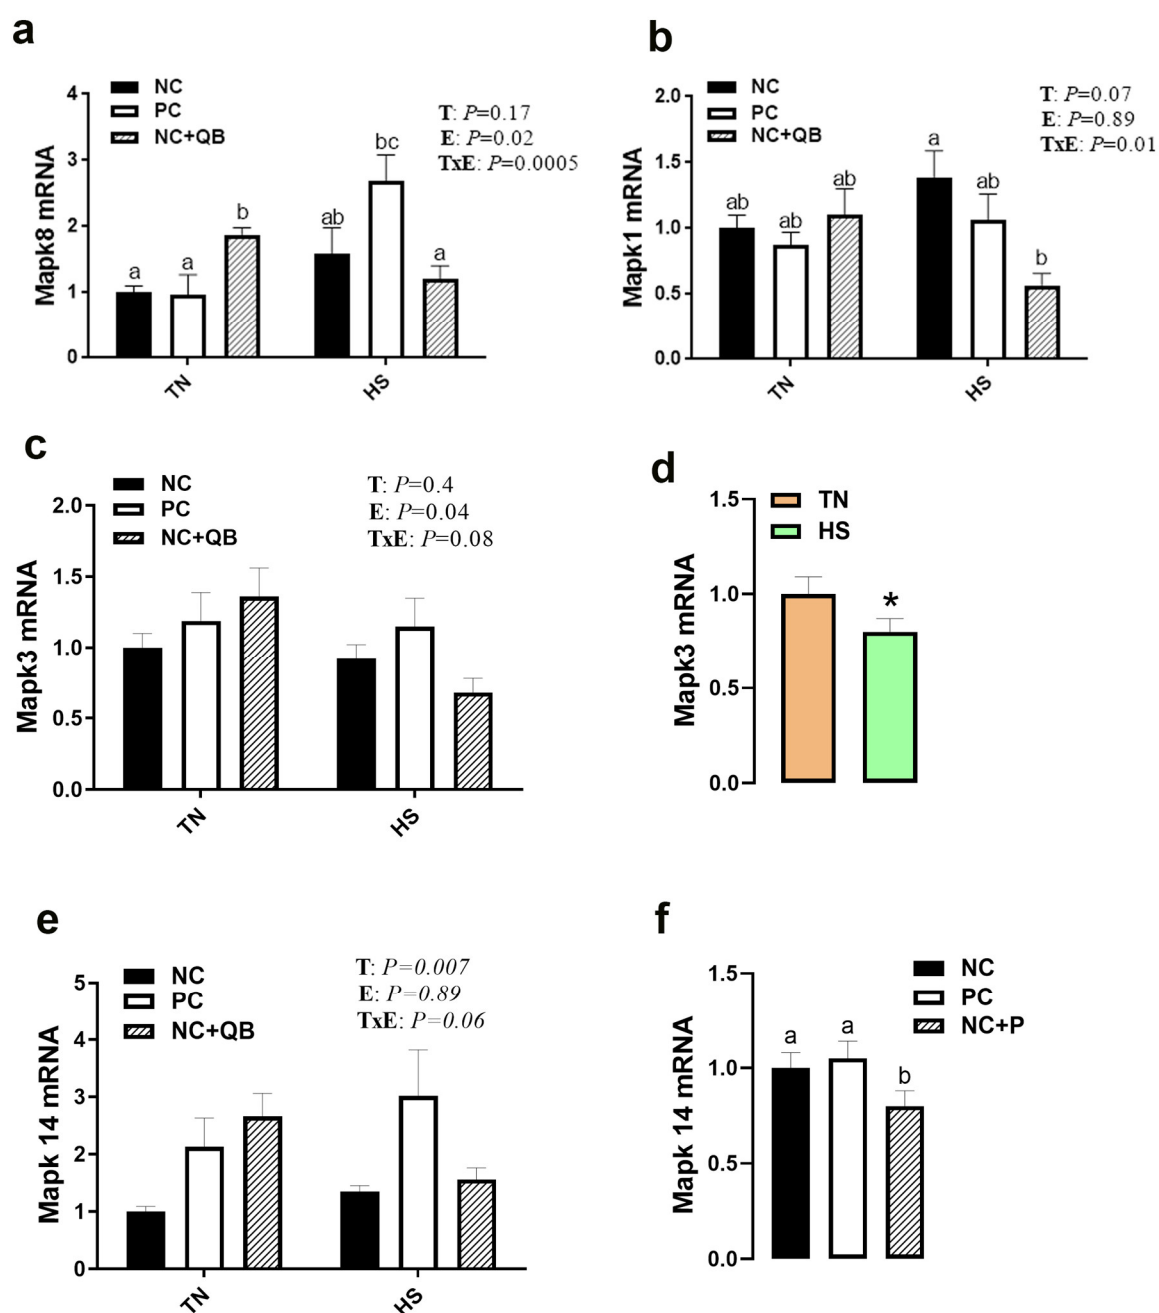 a
NC
PC
NC+QB
T: P=0.17
E: P=0.02
TxE: P=0.0005
Mapk8 mRNA
4
3
2
1
0
a
a
b
ab
bc
a
TN
HS
b
NC
PC
NC+QB
T: P=0.07
E: P=0.89
TxE: P=0.01
Mapk1 mRNA
2.0
1.5
1.0
0.5
0.0
ab
ab
ab
a
ab
b
TN
HS
c
NC
PC
NC+QB
T: P=0.4
E: P=0.04
TxE: P=0.08
Mapk3 mRNA
2.0
1.5
1.0
0.5
0.0
TN
HS
d
TN
HS
Mapk3 mRNA
1.5
1.0
0.5
0.0
*
e
NC
PC
NC+QB
T: P=0.007
E: P=0.89
TxE: P=0.06
Mapk 14 mRNA
5
4
3
2
1
0
TN
HS
f
NC
PC
NC+P
Mapk 14 mRNA
1.5
1.0
0.5
0.0
a
a
b